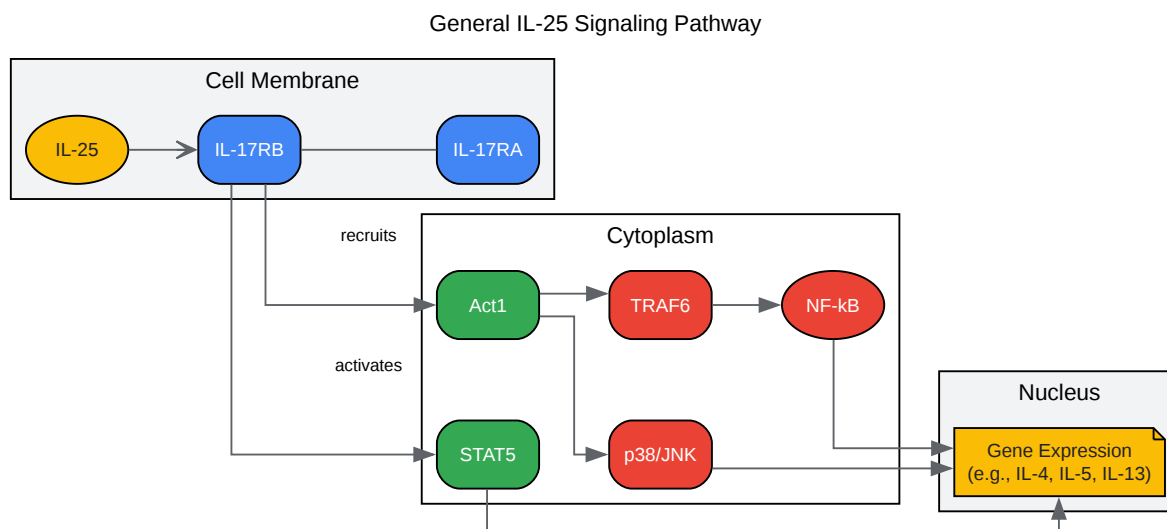 General IL-25 Signaling Pathway
Cell Membrane
IL-25
IL-17RB
IL-17RA
recruits
Cytoplasm
Act1
TRAF6
NF-kB
activates
Nucleus
STAT5
p38/JNK
Gene Expression
(e.g., IL-4, IL-5, IL-13)